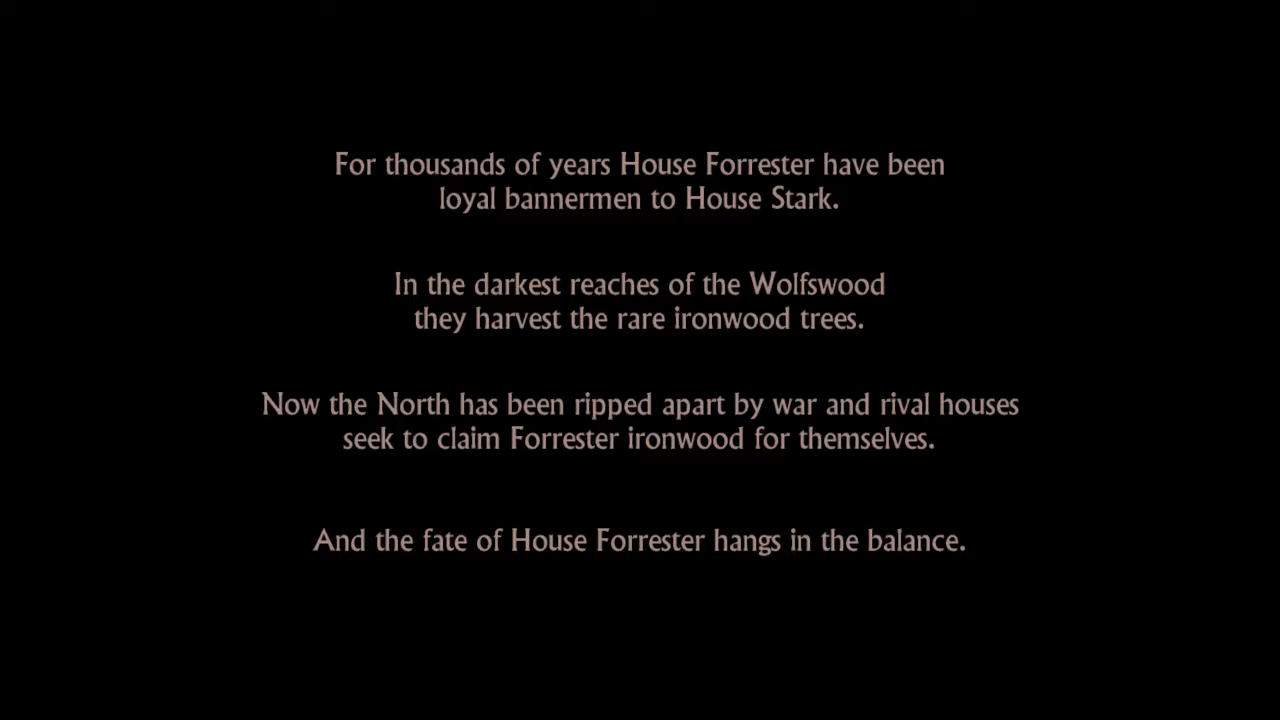 For thousands of years House Forrester have been
loyal bannermen to House Stark.
In the darkest reaches of the Wolfswood
they harvest the rare ironwood trees.
Now the North has been ripped apart by war and rival houses
seek to claim Forrester ironwood for themselves.
And the fate of House Forrester hangs in the balance.